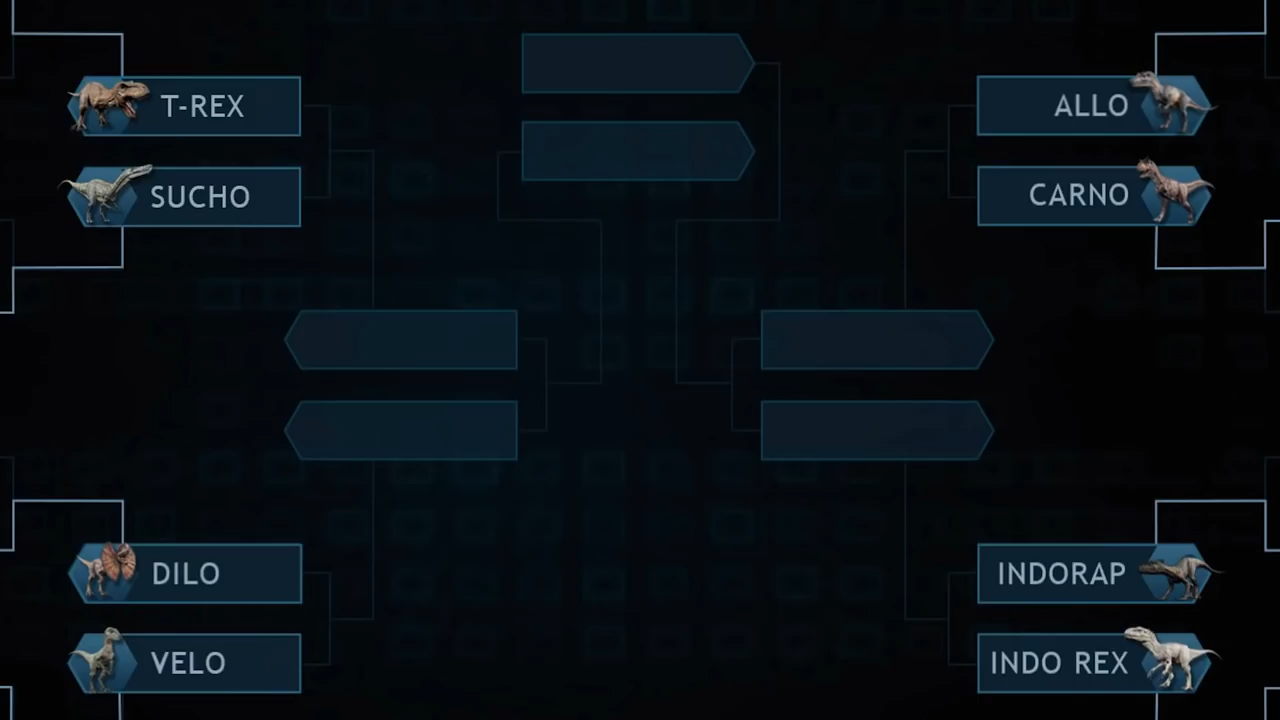 T-REX
SUCHO
DILO
VELO
ALLO
CARNO
INDORAP
INDO REX